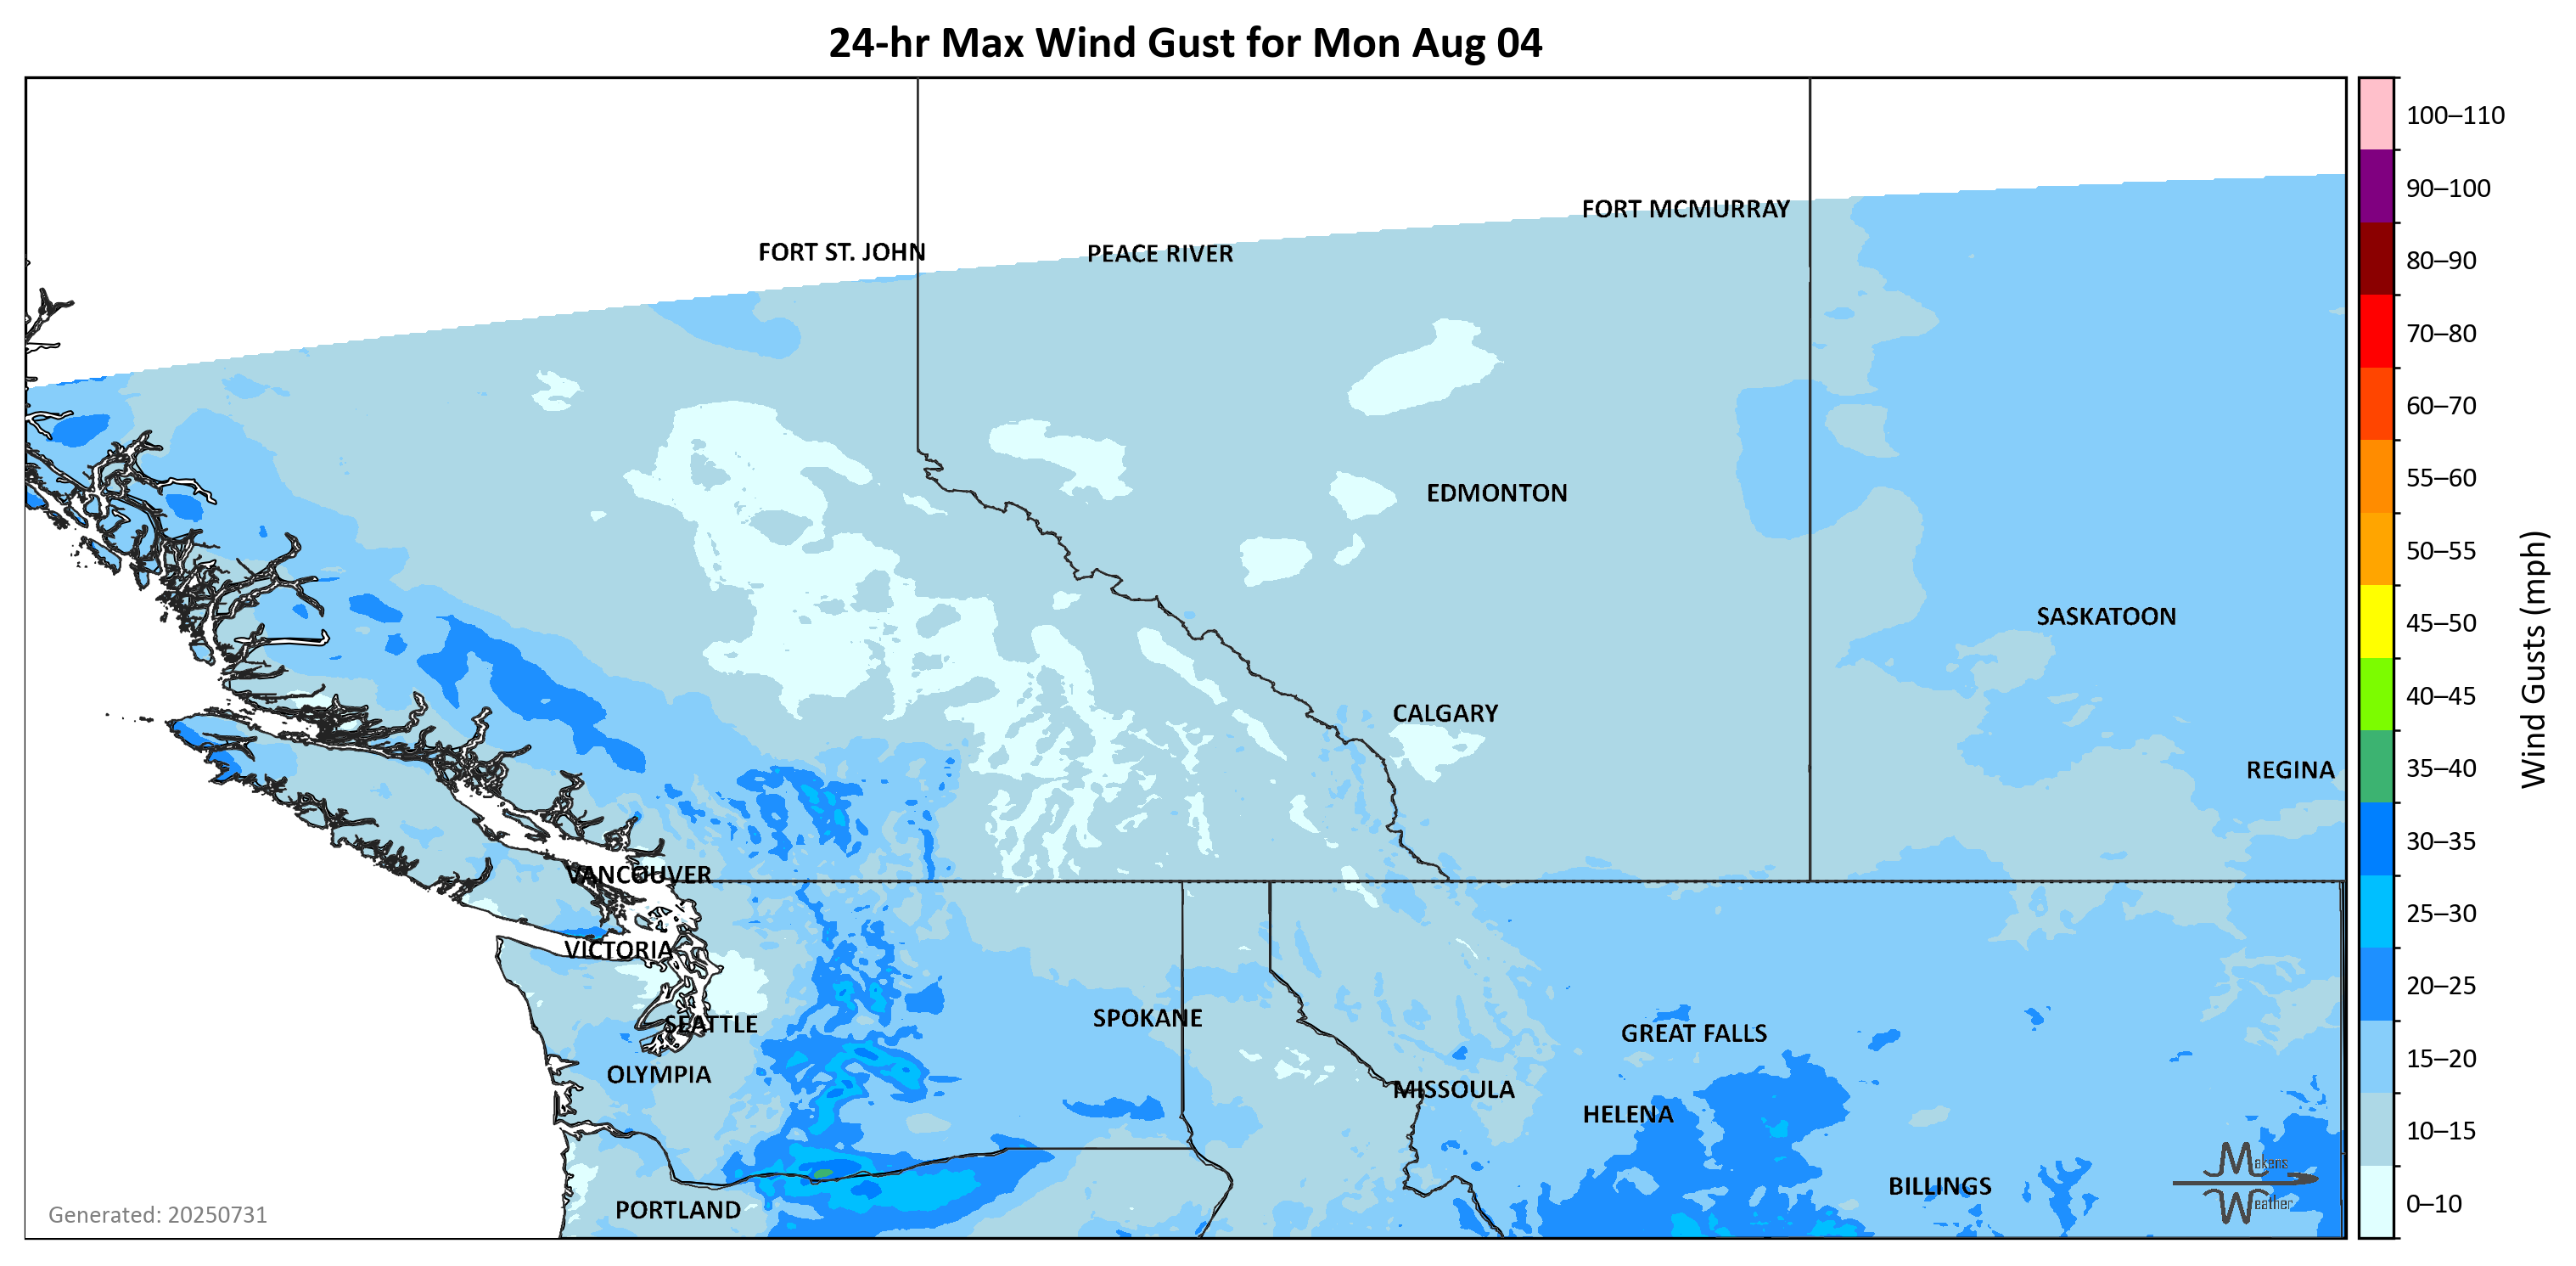 24-hr Max Wind Gust for Mon Aug 04
100–110
90–100
80–90
70–80
60–70
55–60
50–55
45–50
40–45
35–40
30–35
25–30
20–25
15–20
10–15
0–10
Wind Gusts (mph)
FORT MCMURRAY
FORT ST. JOHN
PEACE RIVER
EDMONTON
SASKATOON
CALGARY
REGINA
VANCOUVER
VICTORIA
SPOKANE
SEATTLE
GREAT FALLS
OLYMPIA
MISSOULA
HELENA
BILLINGS
PORTLAND
Makens
Weather
Generated: 20250731